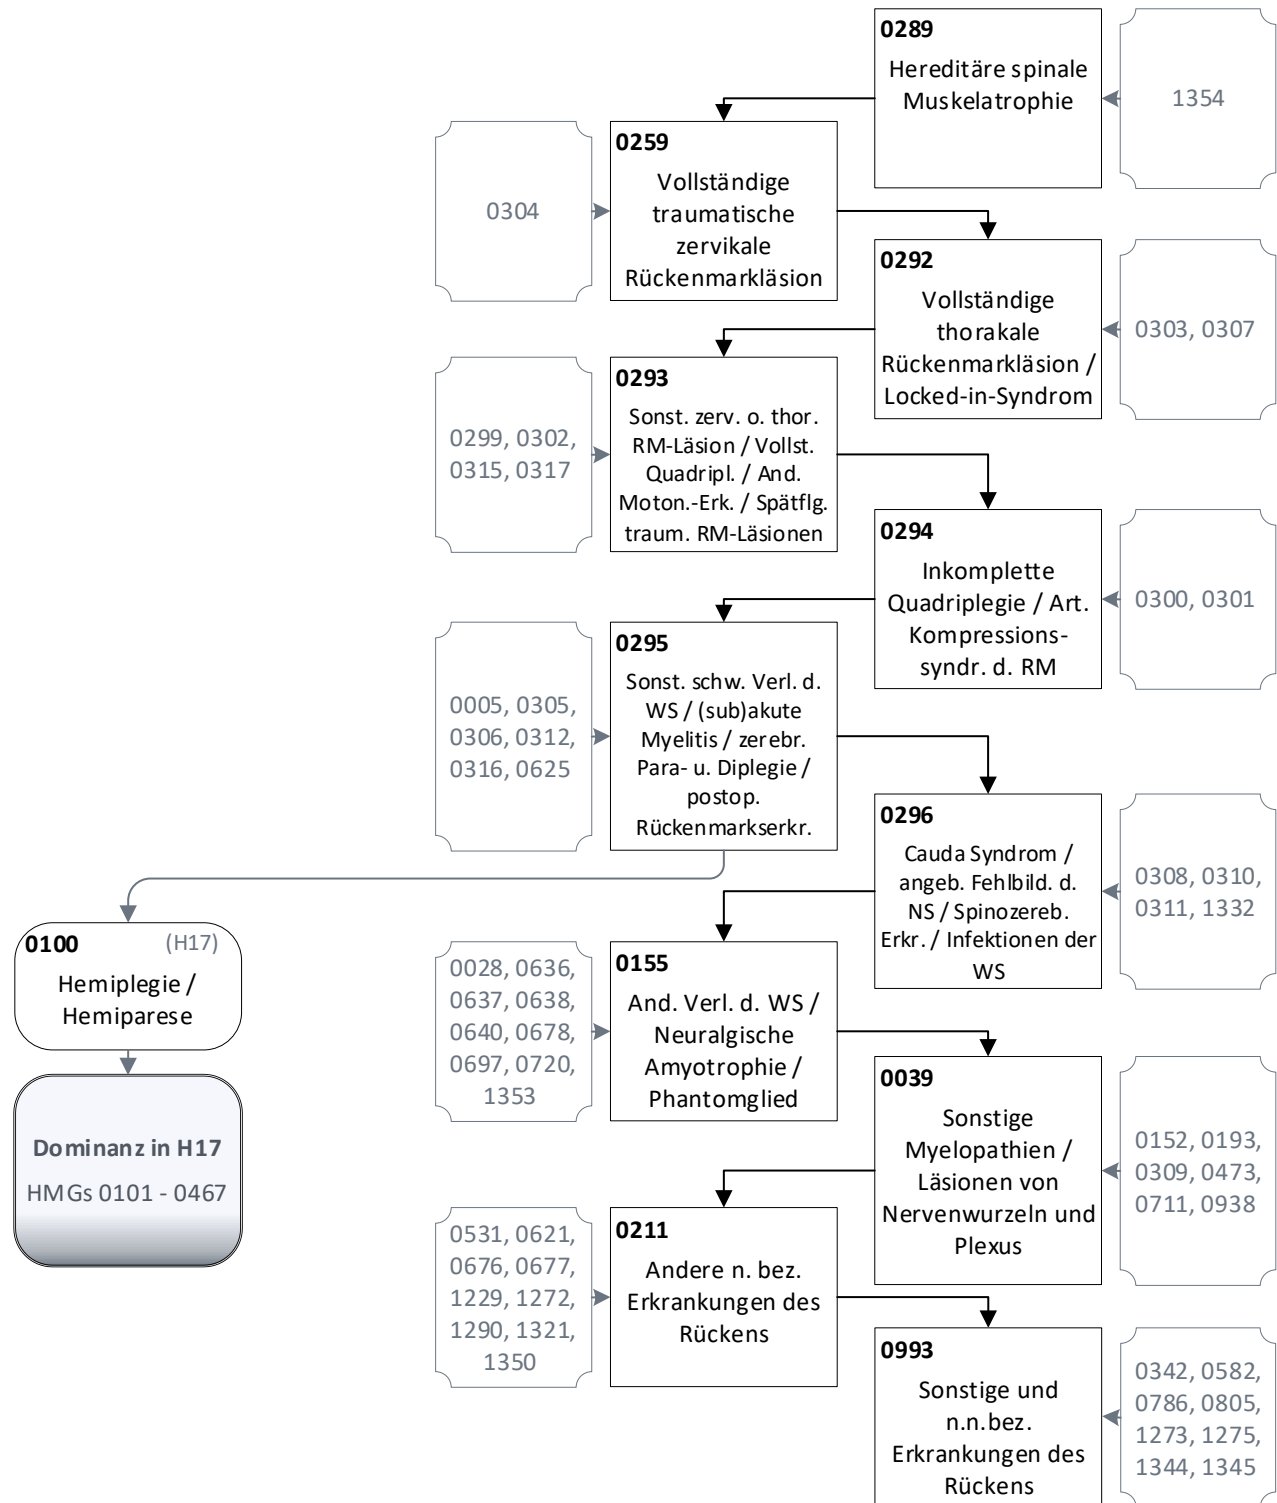 0289
Hereditäre spinale
Muskelatrophie
1354
0259
Vollständige
traumatische
zervikale
Rückenmarkläsion
0304
0292
Vollständige
thorakale
Rückenmarkläsion /
Locked-in-Syndrom
0303, 0307
0293
Sonst. zerv. o. thor.
RM-Läsion / Vollst.
Quadripl. / And.
Moton.-Erk. / Spätflg.
traum. RM-Läsionen
0299, 0302,
0315, 0317
0294
Inkomplette
Quadriplegie / Art.
Kompressions-
syndr. d. RM
0300, 0301
0295
Sonst. schw. Verl. d.
WS / (sub)akute
Myelitis / zerebr.
Para- u. Diplegie /
postop.
Rückenmarkserkr.
0005, 0305,
0306, 0312,
0316, 0625
0296
Cauda Syndrom /
angeb. Fehlbild. d.
NS / Spinozereb.
Erkr. / Infektionen der
WS
0308, 0310,
0311, 1332
0100 (H17)
Hemiplegie /
Hemiparese
Dominanz in H17
HMGs 0101 - 0467
0155
And. Verl. d. WS /
Neuralgische
Amyotrophie /
Phantomglied
0028, 0636,
0637, 0638,
0640, 0678,
0697, 0720,
1353
0039
Sonstige
Myelopathien /
Läsionen von
Nervenwurzeln und
Plexus
0152, 0193,
0309, 0473,
0711, 0938
0211
Andere n. bez.
Erkrankungen des
Rückens
0531, 0621,
0676, 0677,
1229, 1272,
1290, 1321,
1350
0993
Sonstige und
n.n.bez.
Erkrankungen des
Rückens
0342, 0582,
0786, 0805,
1273, 1275,
1344, 1345